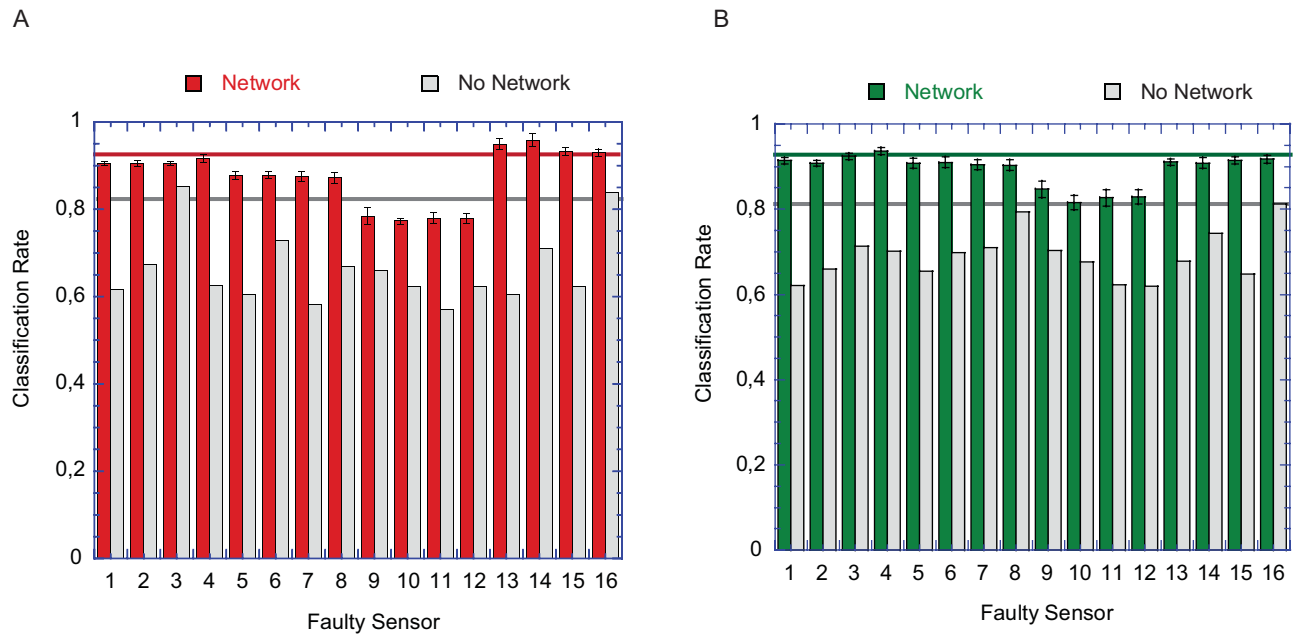 A
Network
No Network
1
0,8
0,6
0,4
0,2
0
Classification Rate
1 2 3 4 5 6 7 8 9 10 11 12 13 14 15 16
Faulty Sensor
B
Network
No Network
1
0,8
0,6
0,4
0,2
0
Classification Rate
1 2 3 4 5 6 7 8 9 10 11 12 13 14 15 16
Faulty Sensor